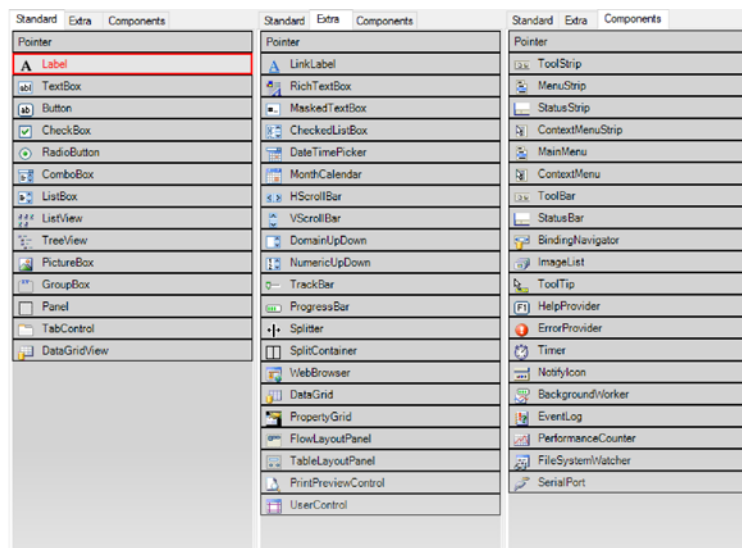 Standard Extra Components
Pointer
Label
TextBox
Button
CheckBox
RadioButton
ComboBox
ListBox
ListView
TreeView
PictureBox
GroupBox
Panel
TabControl
DataGridView
Standard Extra Components
Pointer
LinkLabel
RichTextBox
MaskedTextBox
CheckedListBox
DateTimePicker
MonthCalendar
HScrollBar
VScrollBar
DomainUpDown
NumericUpDown
TrackBar
ProgressBar
Splitter
SplitContainer
WebBrowser
DataGrid
PropertyGrid
FlowLayoutPanel
TableLayoutPanel
PrintPreviewControl
UserControl
Standard Extra Components
Pointer
ToolStrip
MenuStrip
StatusStrip
ContextMenuStrip
MainMenu
ContextMenu
ToolBar
StatusBar
BindingNavigator
ImageList
ToolTip
HelpProvider
ErrorProvider
Timer
NotifyIcon
BackgroundWorker
EventLog
PerformanceCounter
FileSystemWatcher
SerialPort